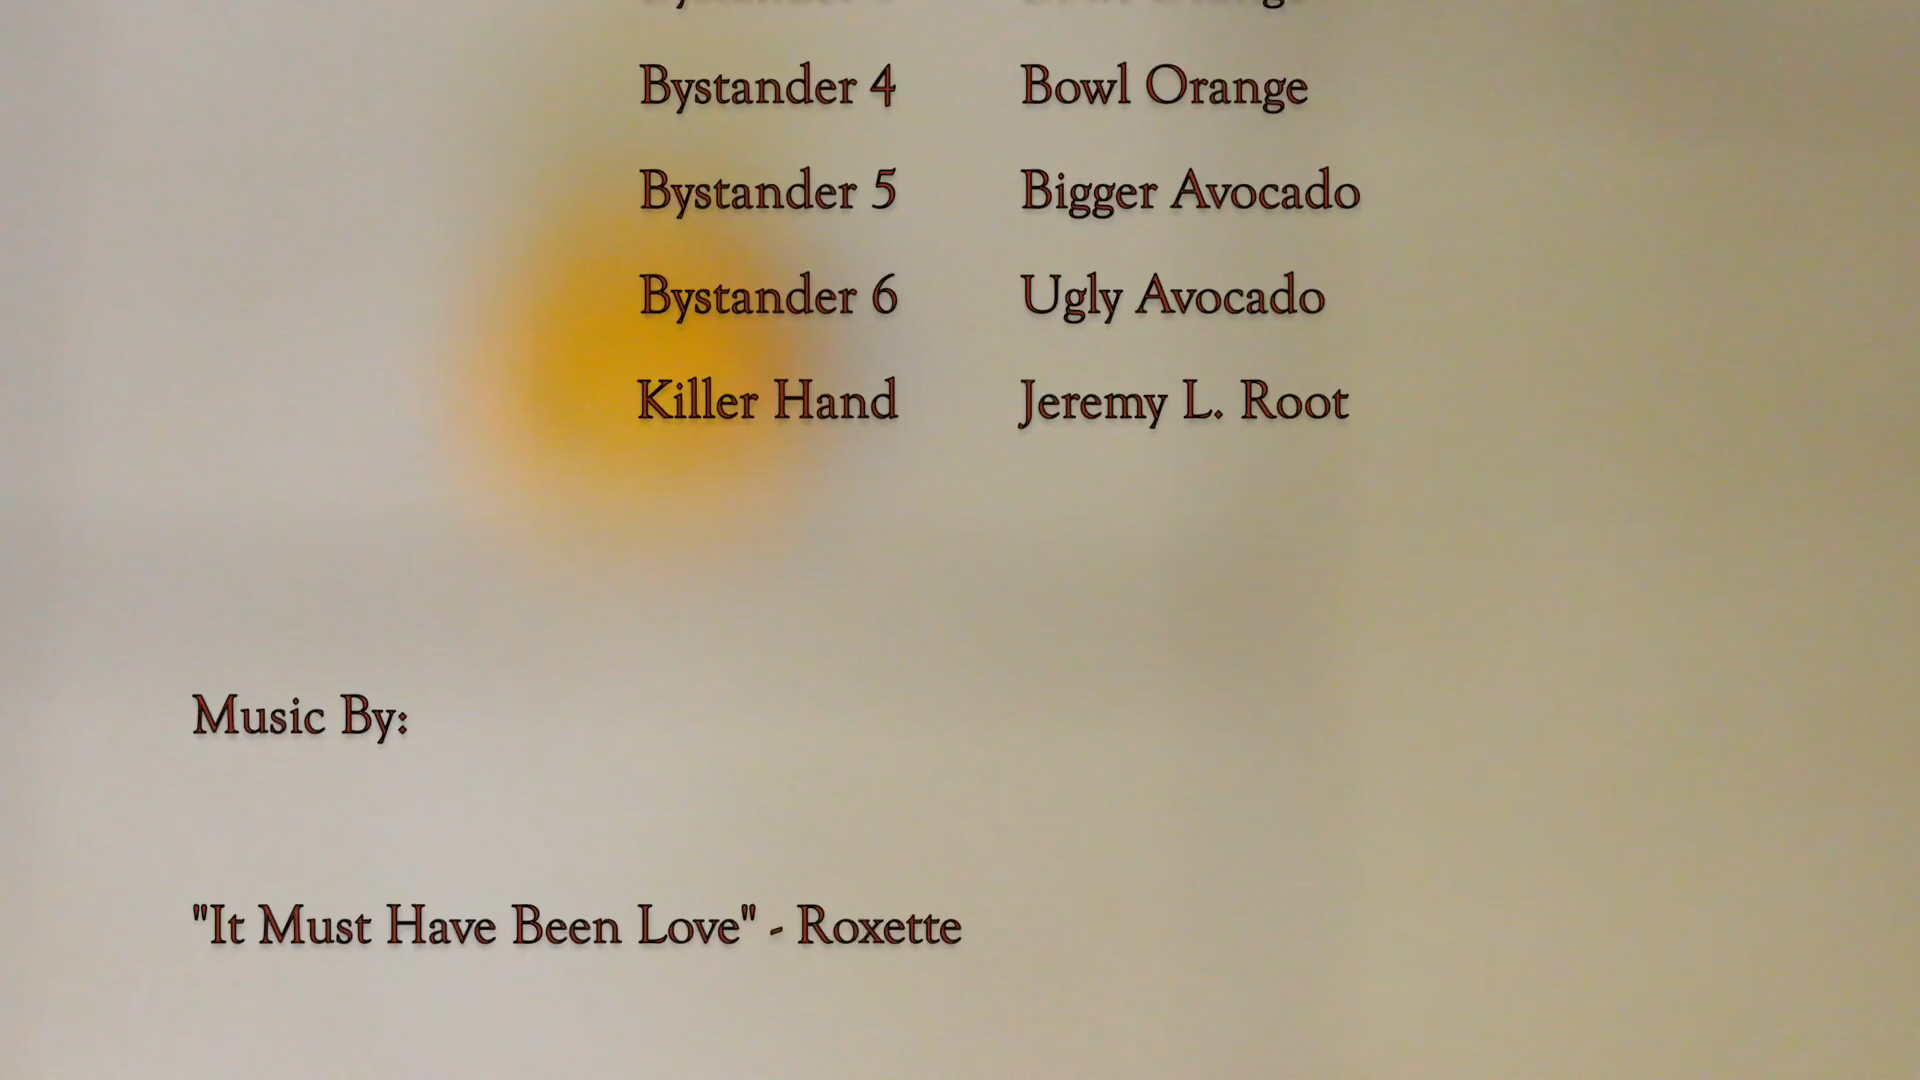 Bystander 4 Bowl Orange
Bystander 5 Bigger Avocado
Bystander 6 Ugly Avocado
Killer Hand Jeremy L. Root
Music By:
"It Must Have Been Love" - Roxette